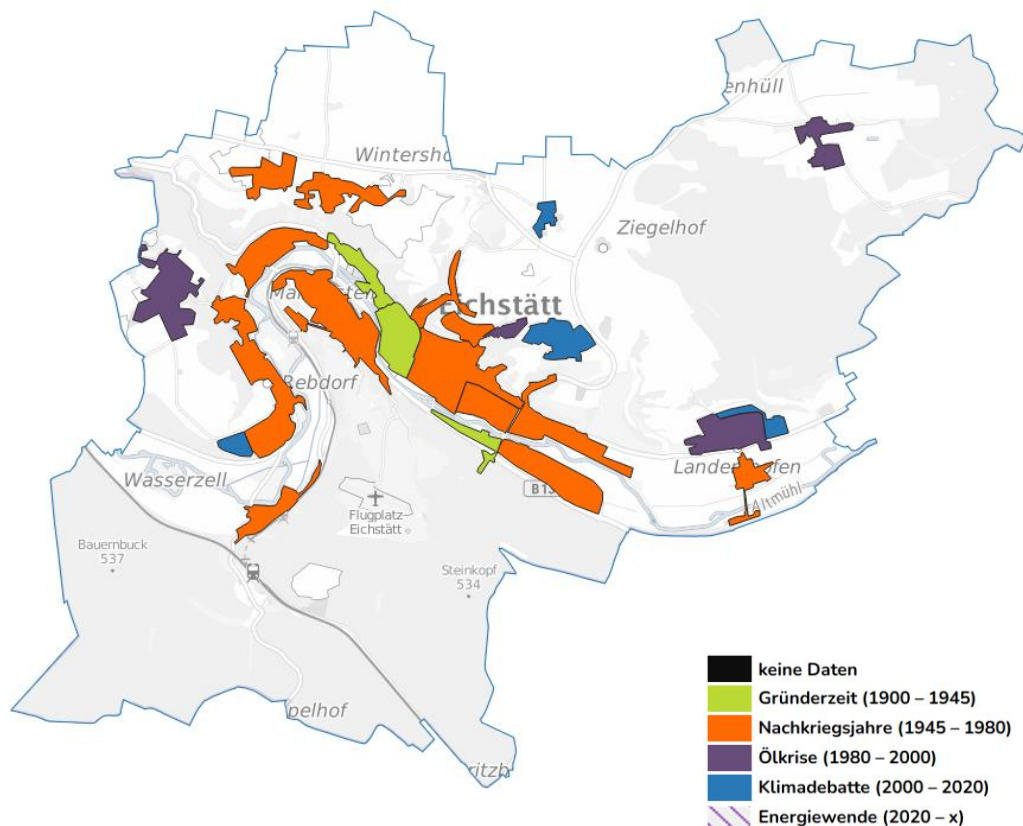 enhüll
Wintersho
Ziegelhof
Eichstätt
Rebdorf
Wasserzell
Landershofen
Altmühl
B13
Flugplatz
Eichstätt
Bauernbuck
537
Steinkopf
534
pelhof
ritzb
keine Daten
Gründerzeit (1900 – 1945)
Nachkriegsjahre (1945 – 1980)
Ölkrise (1980 – 2000)
Klimadebatte (2000 – 2020)
Energiewende (2020 – x)